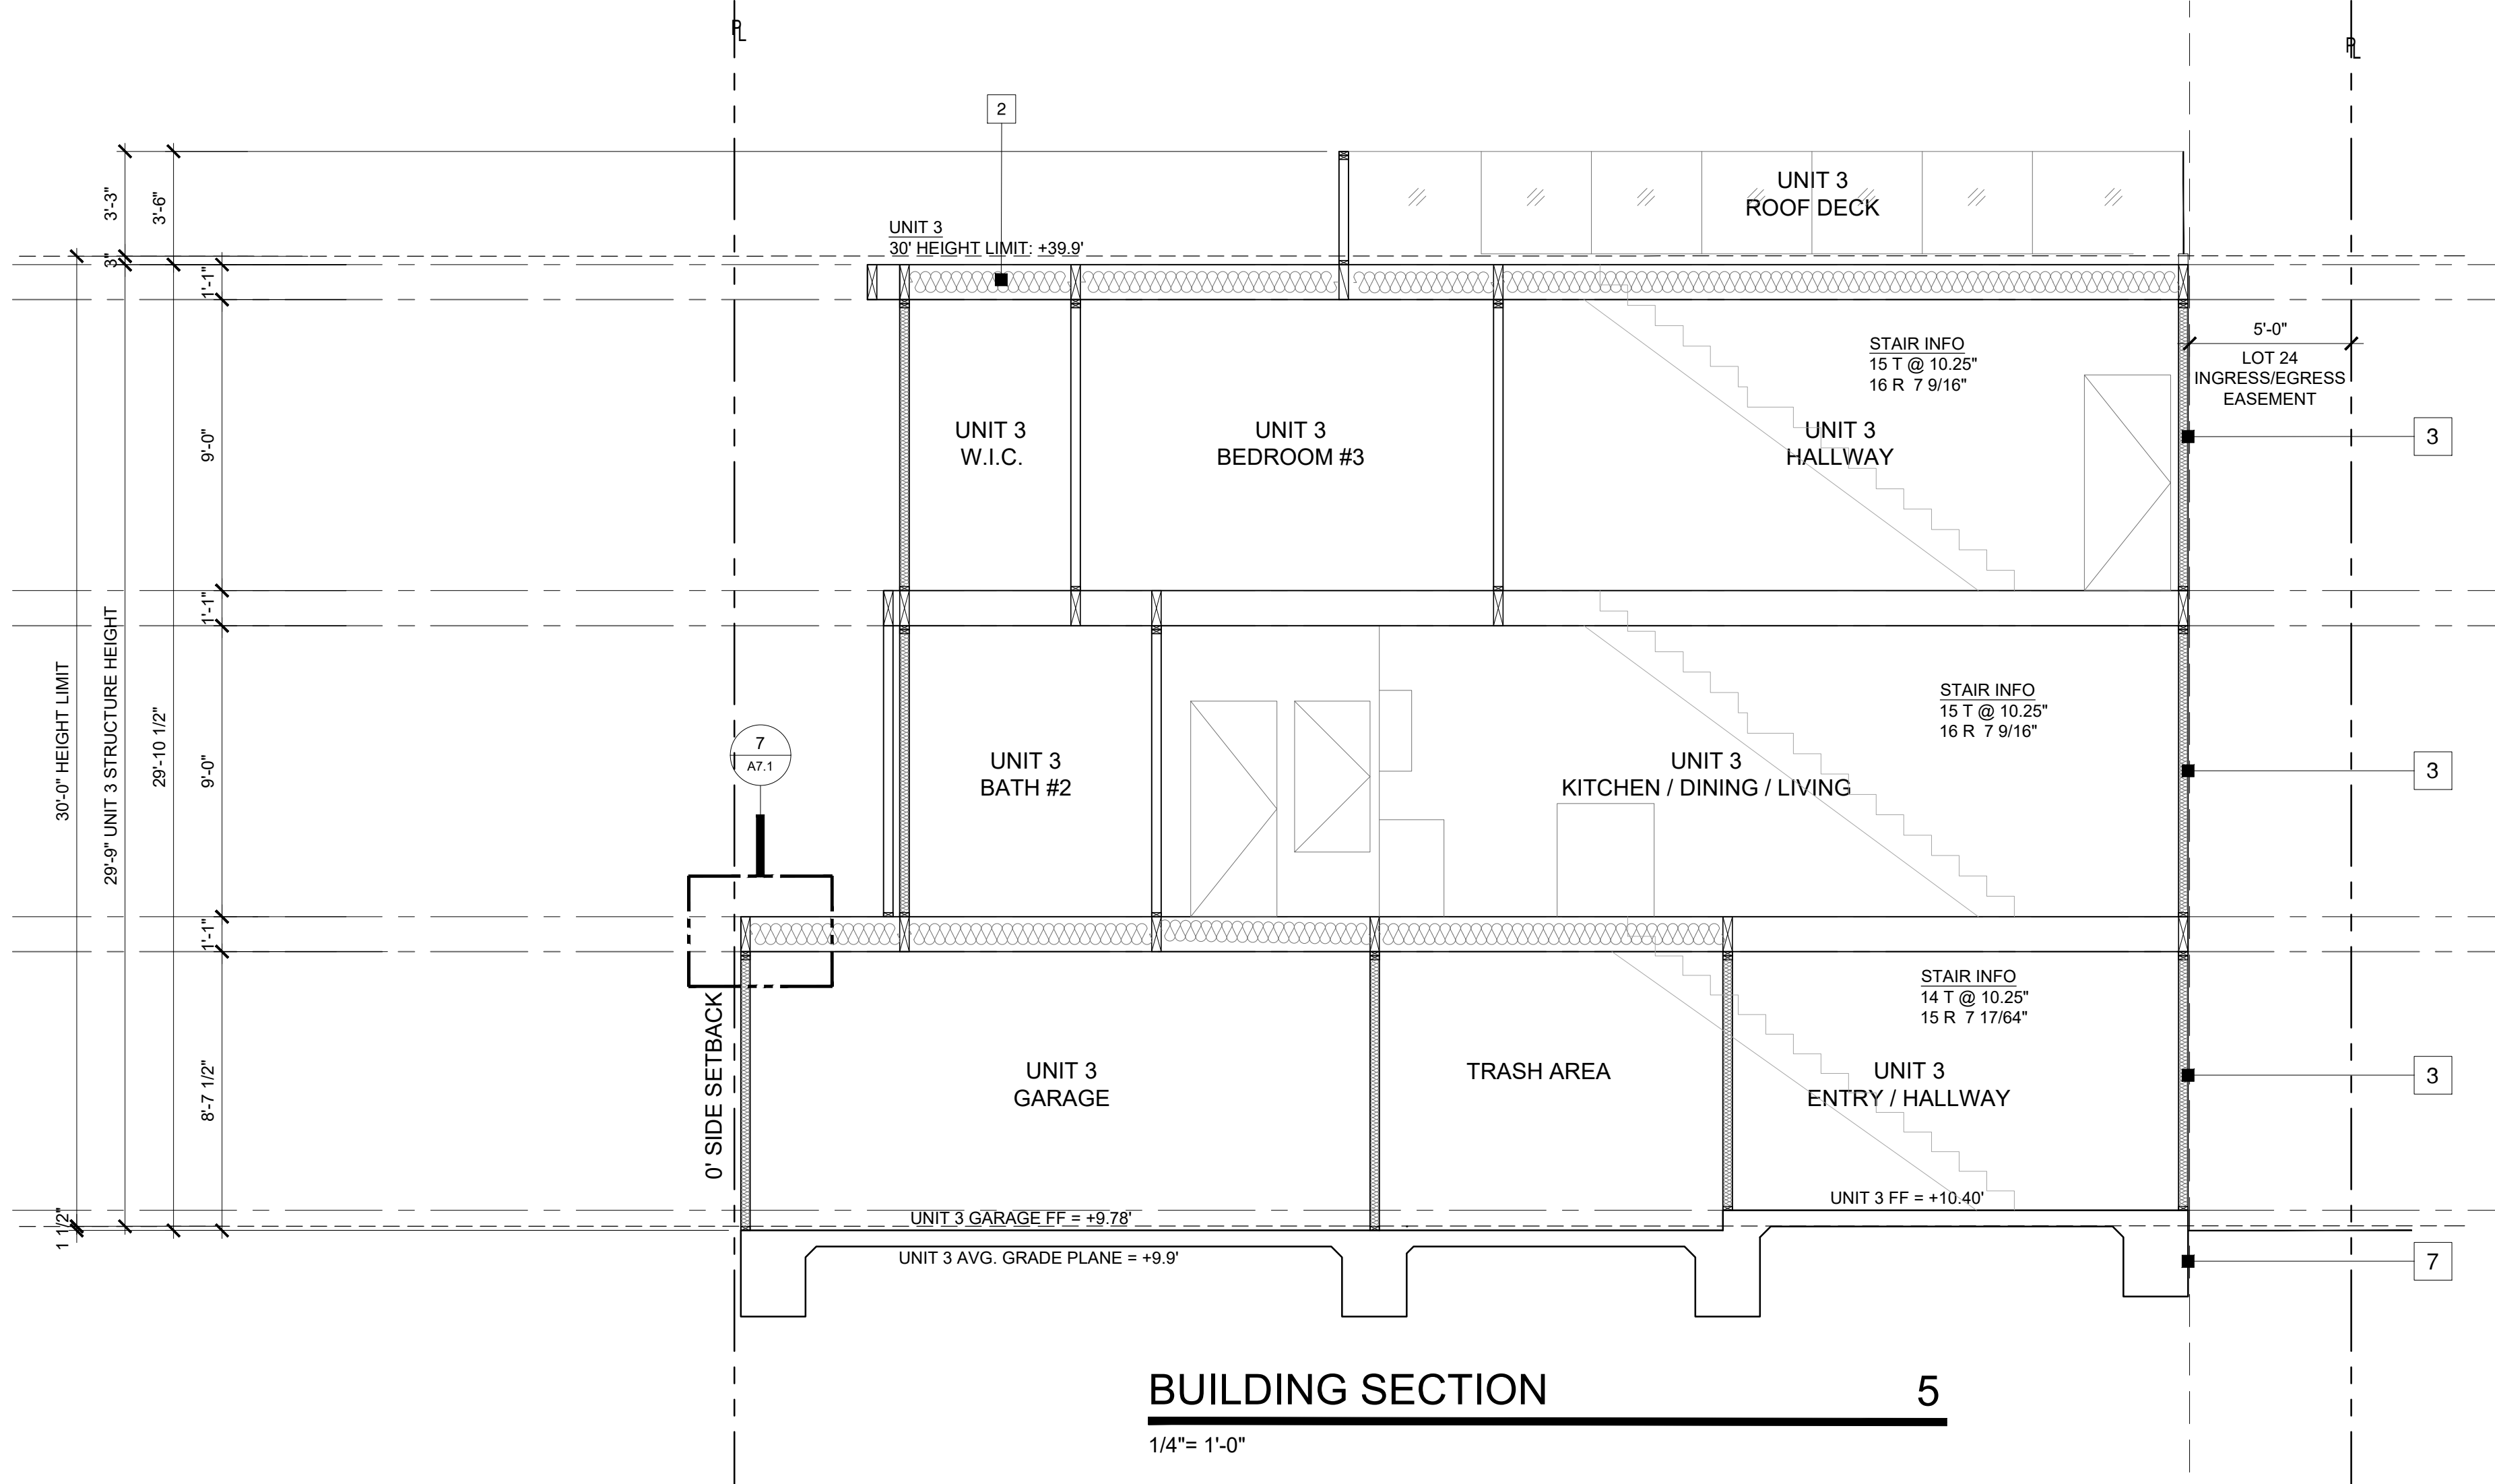 PL
PL
2
3'-3"
3'-6"
UNIT 3
ROOF DECK
UNIT 3
30' HEIGHT LIMIT: +39.9'
3"
1'-1"
5'-0"
LOT 24
INGRESS/EGRESS
EASEMENT
STAIR INFO
15 T @ 10.25"
16 R 7 9/16"
9'-0"
UNIT 3
W.I.C.
UNIT 3
BEDROOM #3
UNIT 3
HALLWAY
3
1'-1"
30'-0" HEIGHT LIMIT
29'-9" UNIT 3 STRUCTURE HEIGHT
29'-10 1/2"
9'-0"
7
A7.1
UNIT 3
BATH #2
UNIT 3
KITCHEN / DINING / LIVING
STAIR INFO
15 T @ 10.25"
16 R 7 9/16"
3
1'-1"
0' SIDE SETBACK
8'-7 1/2"
UNIT 3
GARAGE
TRASH AREA
STAIR INFO
14 T @ 10.25"
15 R 7 17/64"
UNIT 3
ENTRY / HALLWAY
3
UNIT 3 FF = +10.40'
1 1/2"
UNIT 3 GARAGE FF = +9.78'
UNIT 3 AVG. GRADE PLANE = +9.9'
7
BUILDING SECTION 5
1/4"= 1'-0"